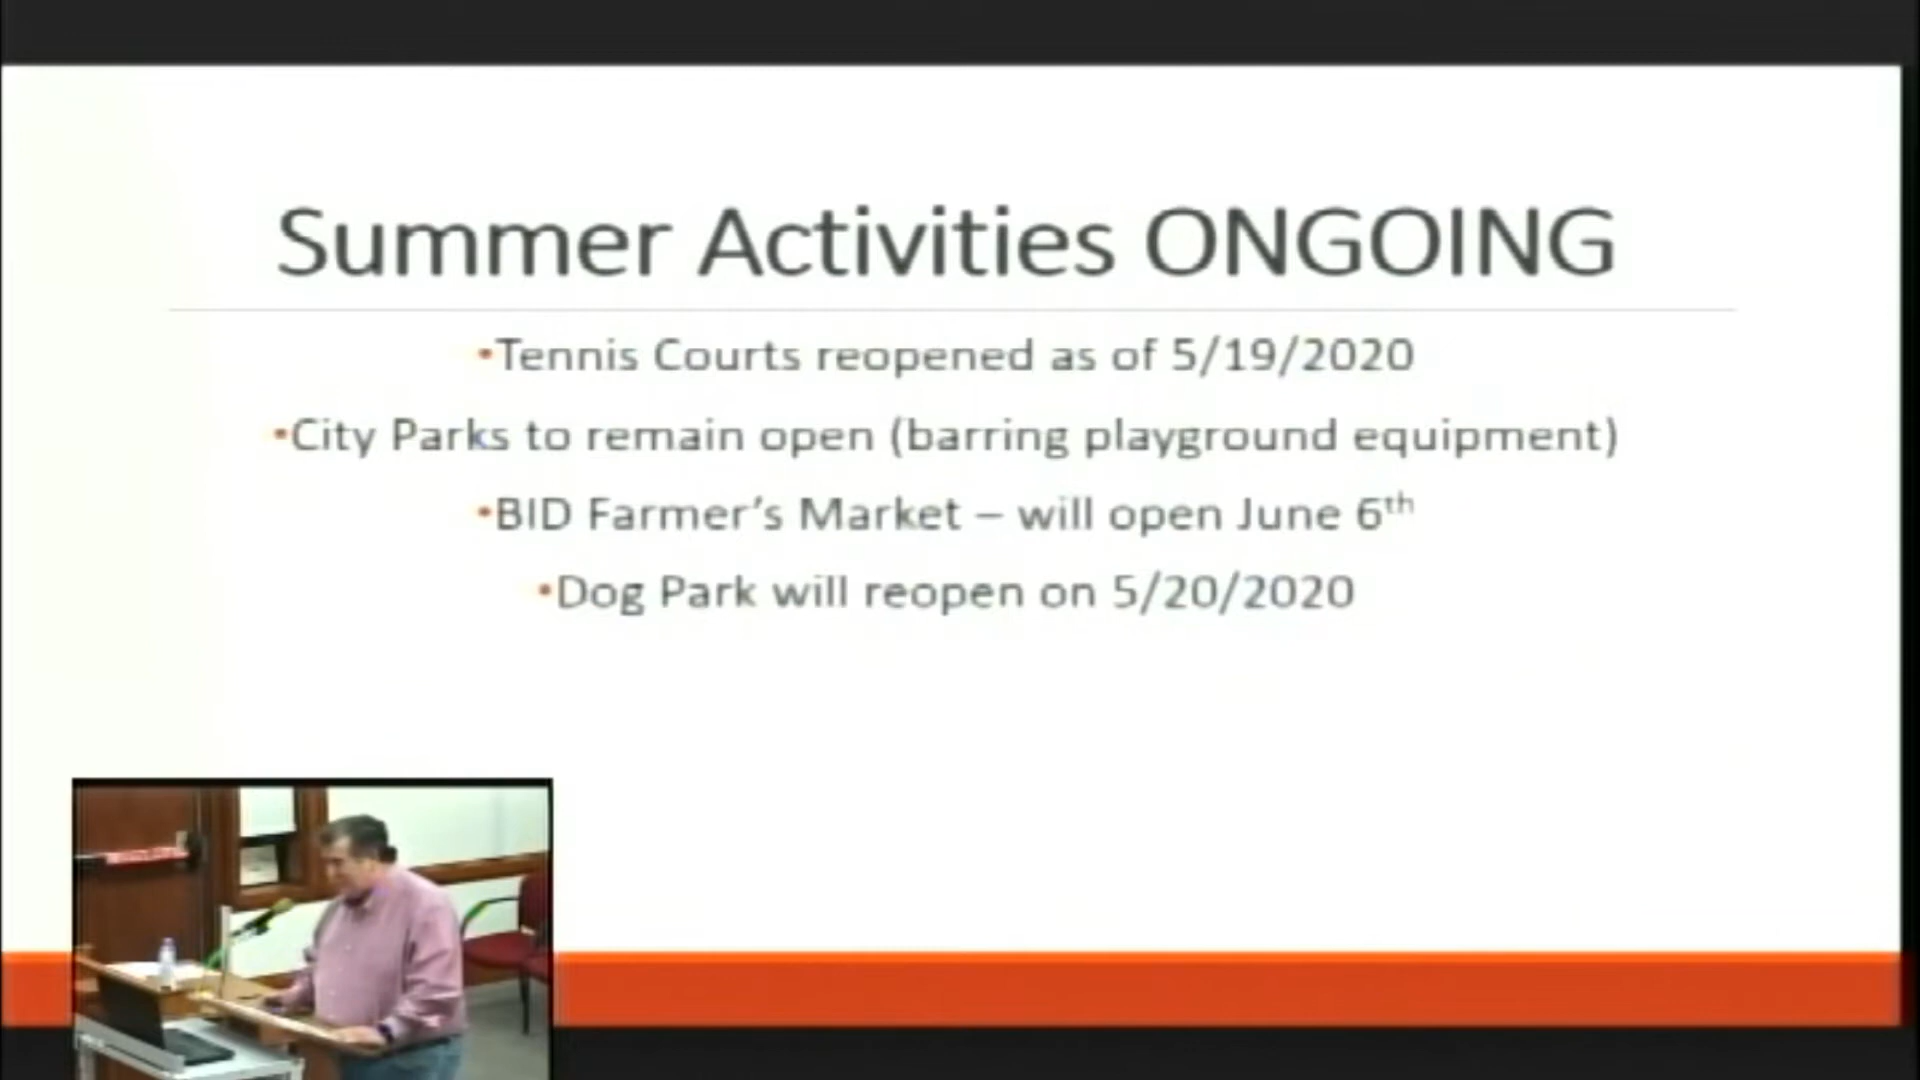 Summer Activities ONGOING
•Tennis Courts reopened as of 5/19/2020
•City Parks to remain open (barring playground equipment)
•BID Farmer’s Market – will open June 6th
•Dog Park will reopen on 5/20/2020